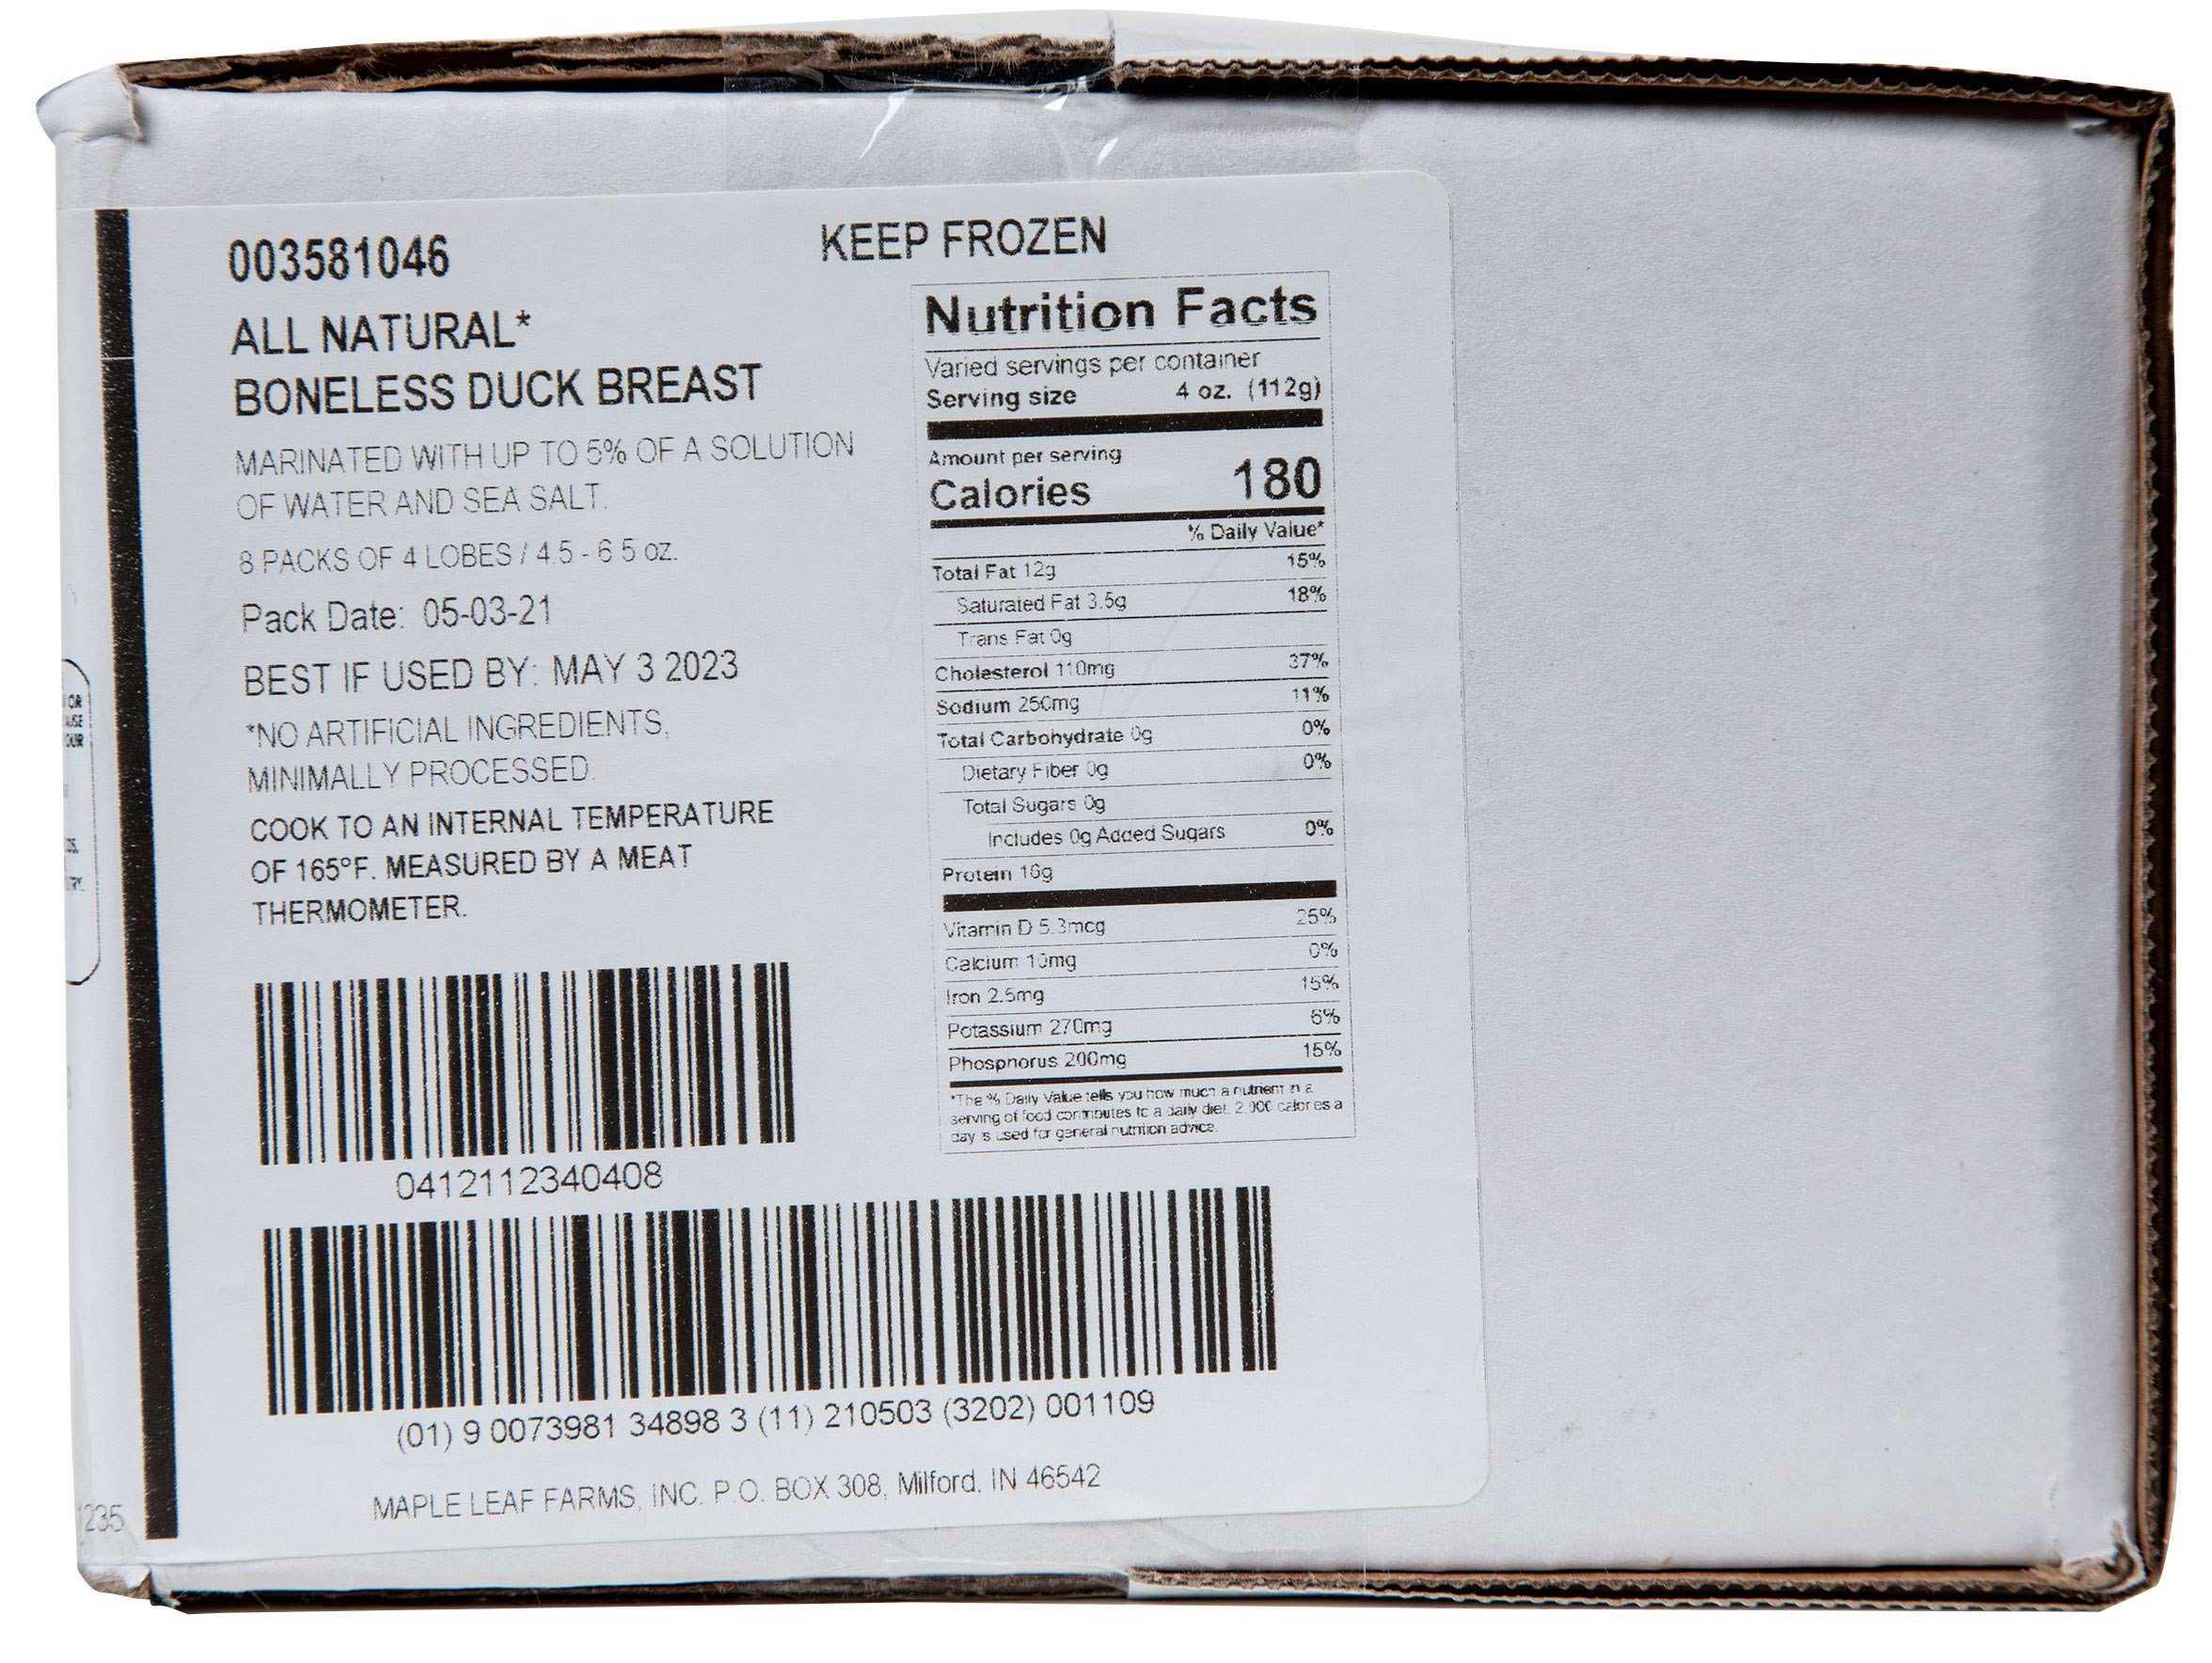 003581046
KEEP FROZEN
ALL NATURAL*
BONELESS DUCK BREAST
MARINATED WITH UP TO 5% OF A SOLUTION
OF WATER AND SEA SALT.
8 PACKS OF 4 LOBES / 4.5 - 6.5 oz.
Pack Date: 05-03-21
BEST IF USED BY: MAY 3 2023
*NO ARTIFICIAL INGREDIENTS,
MINIMALLY PROCESSED.
COOK TO AN INTERNAL TEMPERATURE
OF 165°F. MEASURED BY A MEAT
THERMOMETER.
0412112340408
Nutrition Facts
Varied servings per container
Serving size 4 oz. (112g)
Amount per serving
Calories 180
% Daily Value*
Total Fat 12g 15%
Saturated Fat 3.5g 18%
Trans Fat 0g
Cholesterol 110mg 37%
Sodium 250mg 11%
Total Carbohydrate 0g 0%
Dietary Fiber 0g 0%
Total Sugars 0g
Includes 0g Added Sugars 0%
Protein 16g
Vitamin D 5.3mcg 25%
Calcium 10mg 0%
Iron 2.5mg 15%
Potassium 270mg 6%
Phosphorus 200mg 15%
*The % Daily Value tells you how much a nutrient in a
serving of food contributes to a daily diet. 2,000 calories a
day is used for general nutrition advice.
(01) 9 0073981 34898 3 (11) 210503 (3202) 001109
MAPLE LEAF FARMS, INC. P.O. BOX 308, Milford, IN 46542
OR
OUR
1235